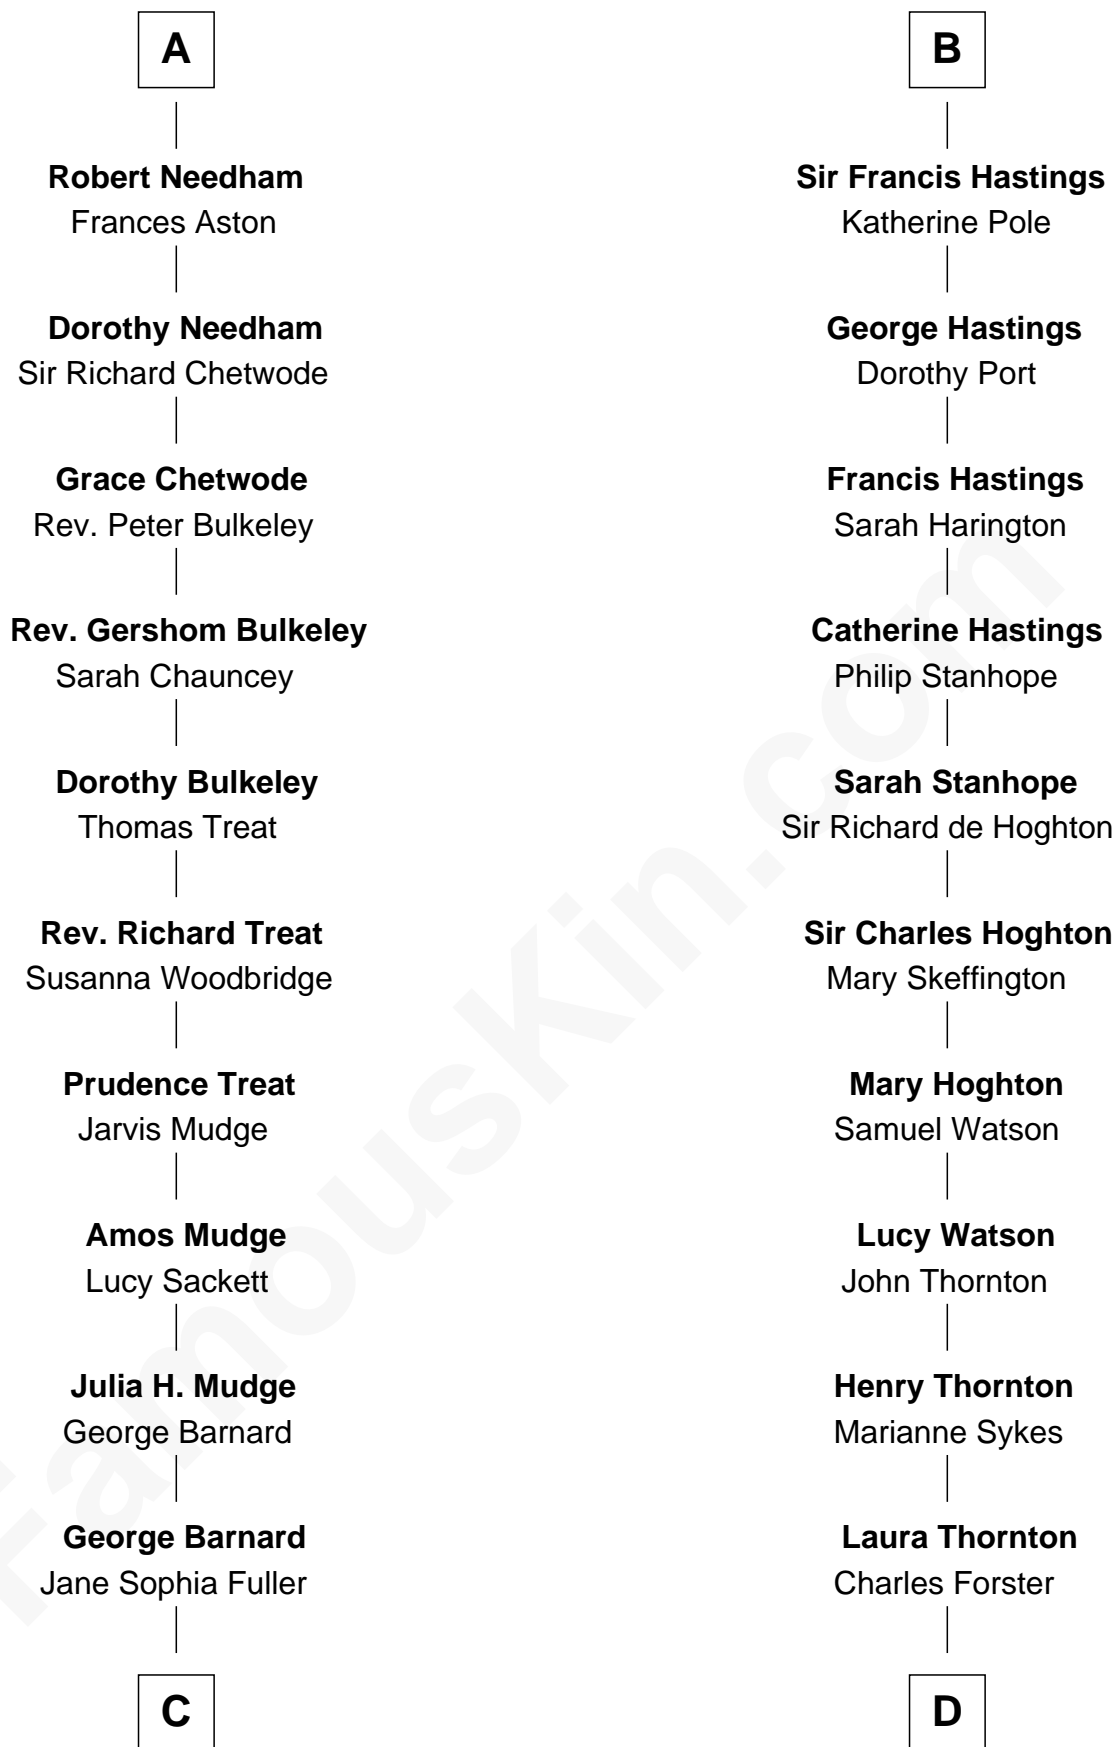 A
Robert Needham
Frances Aston
Dorothy Needham
Sir Richard Chetwode
Grace Chetwode
Rev. Peter Bulkeley
Rev. Gershom Bulkeley
Sarah Chauncey
Dorothy Bulkeley
Thomas Treat
Rev. Richard Treat
Susanna Woodbridge
Prudence Treat
Jarvis Mudge
Amos Mudge
Lucy Sackett
Julia H. Mudge
George Barnard
George Barnard
Jane Sophia Fuller
C
B
Sir Francis Hastings
Katherine Pole
George Hastings
Dorothy Port
Francis Hastings
Sarah Harington
Catherine Hastings
Philip Stanhope
Sarah Stanhope
Sir Richard de Hoghton
Sir Charles Hoghton
Mary Skeffington
Mary Hoghton
Samuel Watson
Lucy Watson
John Thornton
Henry Thornton
Marianne Sykes
Laura Thornton
Charles Forster
D
FamousKin.com